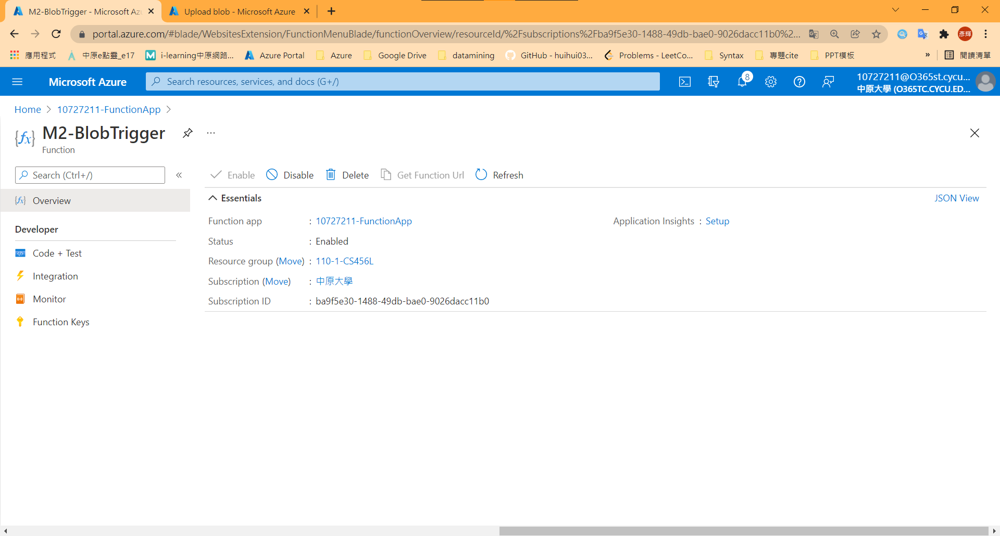 M2-BlobTrigger - Microsoft Az
Upload blob - Microsoft Azure
portal.azure.com/#blade/WebsitesExtension/FunctionMenuBlade/functionOverview/resourceId/%2Fsubscriptions%2Fba9f5e30-1488-49db-bae0-9026dacc11b0%2...
彥輝
應用程式
中原e點靈_e17
i-learning中原網路...
Azure Portal
Azure
Google Drive
datamining
GitHub - huihui03...
Problems - LeetCo...
Syntax
專題cite
PPT模板
»
閱讀清單
Microsoft Azure
Search resources, services, and docs (G+/)
8
10727211@O365st.cycu...
中原大學 (O365TC.CYCU.ED...
Home > 10727211-FunctionApp >
M2-BlobTrigger
...
Function
Search (Ctrl+/)
«
Enable
Disable
Delete
Get Function Url
Refresh
Overview
Developer
Code + Test
Integration
Monitor
Function Keys
Essentials
JSON View
Function app : 10727211-FunctionApp
Application Insights : Setup
Status : Enabled
Resource group (Move) : 110-1-CS456L
Subscription (Move) : 中原大學
Subscription ID : ba9f5e30-1488-49db-bae0-9026dacc11b0